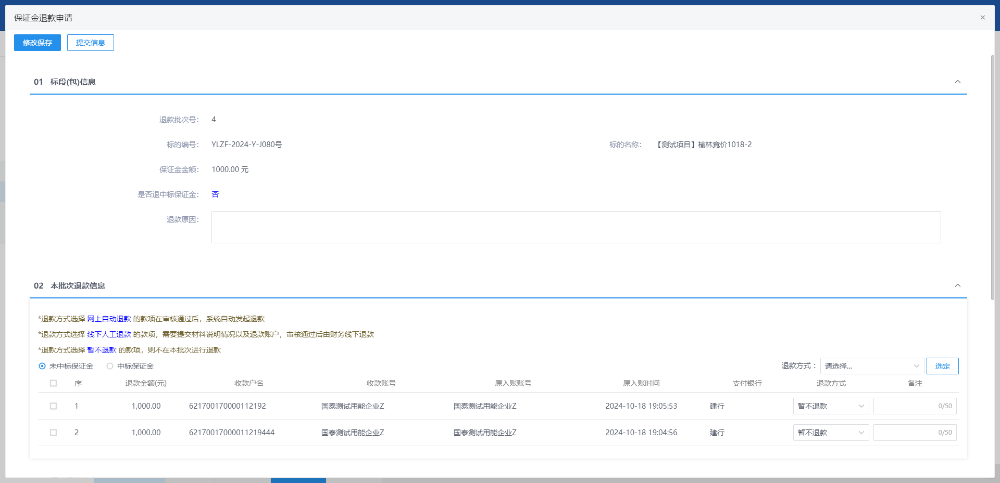 保证金退款申请
修改保存 提交信息
01 标段(包)信息
退款批次号: 4
标的编号: YLZF-2024-Y-J080号 标的名称: 【测试项目】榆林竞价1018-2
保证金金额: 1000.00 元
是否退中标保证金: 否
退款原因:
02 本批次退款信息
*退款方式选择 网上自动退款 的款项在审核通过后，系统自动发起退款
*退款方式选择 线下人工退款 的款项，需要提交材料说明情况以及退款账户，审核通过后由财务线下退款
*退款方式选择 暂不退款 的款项，则不在本批次进行退款
未中标保证金 中标保证金 退款方式： 请选择... 选定
序 退款金额(元) 收款户名 收款账号 原入账账号 原入账时间 支付银行 退款方式 备注
1 1,000.00 621700170000112192 国泰测试用能企业Z 国泰测试用能企业Z 2024-10-18 19:05:53 建行 暂不退款 0/50
2 1,000.00 62170017000011219444 国泰测试用能企业Z 国泰测试用能企业Z 2024-10-18 19:04:56 建行 暂不退款 0/50